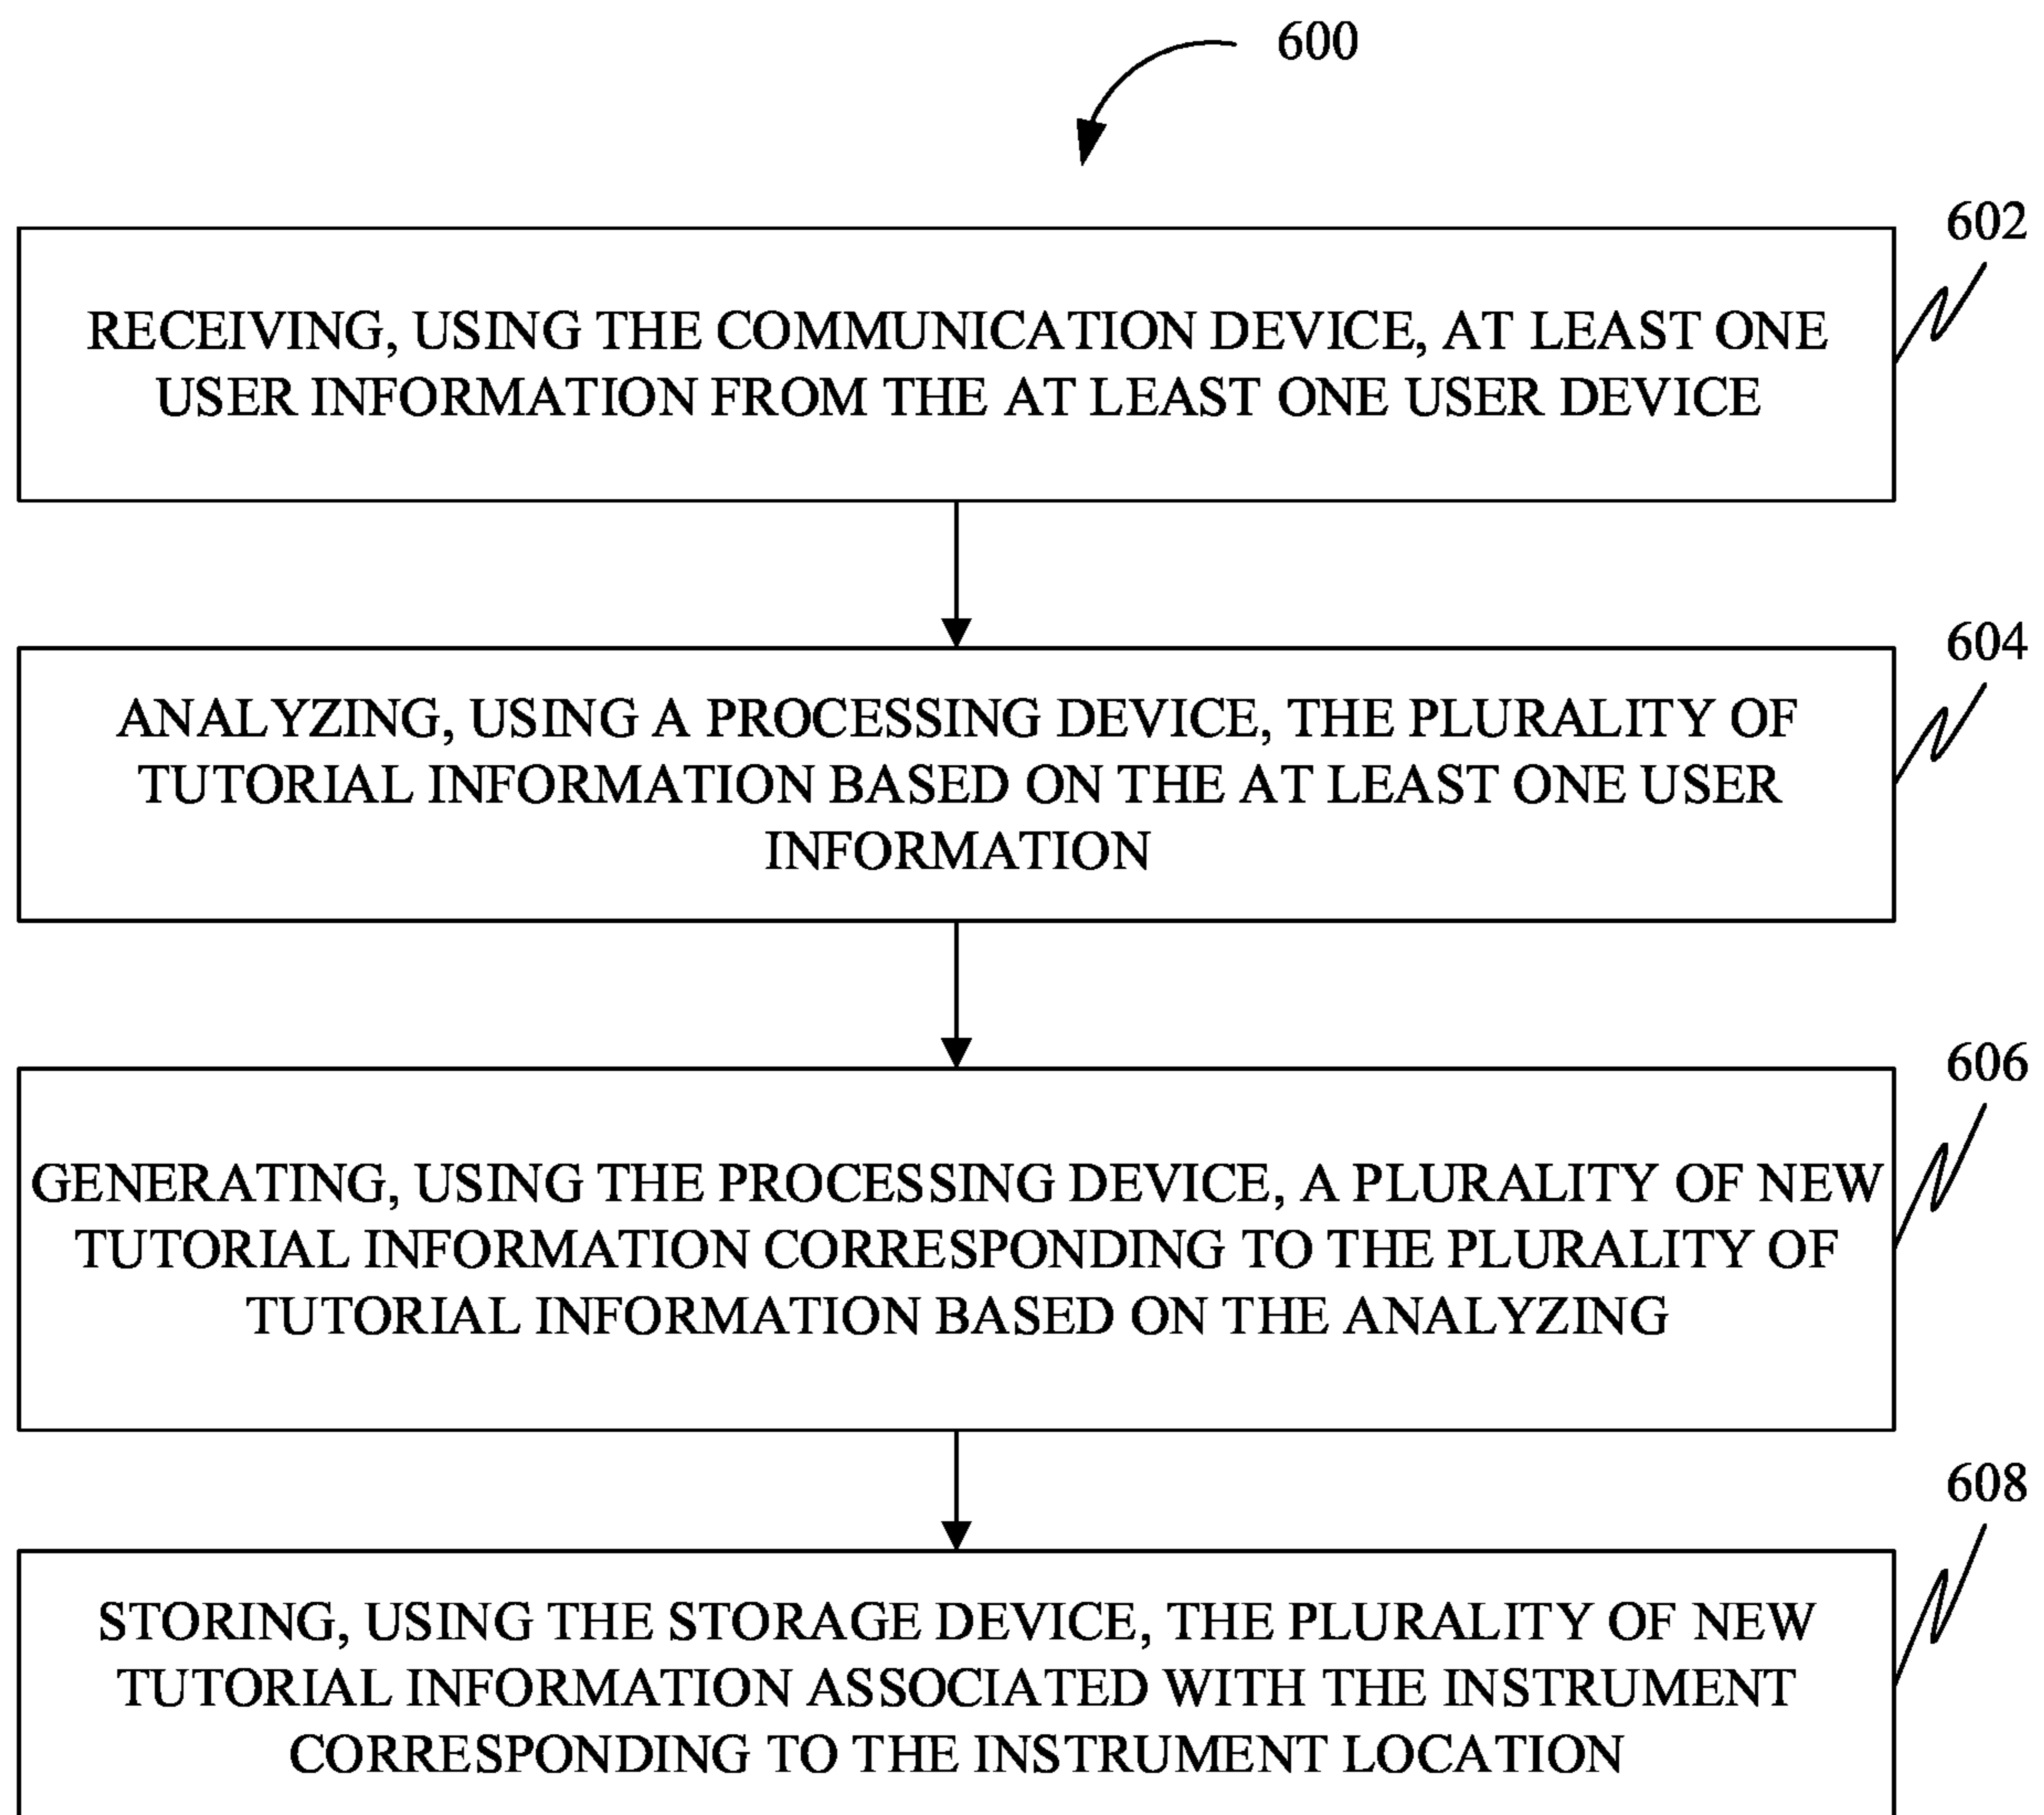 600
602
RECEIVING, USING THE COMMUNICATION DEVICE, AT LEAST ONE
USER INFORMATION FROM THE AT LEAST ONE USER DEVICE
604
ANALYZING, USING A PROCESSING DEVICE, THE PLURALITY OF
TUTORIAL INFORMATION BASED ON THE AT LEAST ONE USER
INFORMATION
606
GENERATING, USING THE PROCESSING DEVICE, A PLURALITY OF NEW
TUTORIAL INFORMATION CORRESPONDING TO THE PLURALITY OF
TUTORIAL INFORMATION BASED ON THE ANALYZING
608
STORING, USING THE STORAGE DEVICE, THE PLURALITY OF NEW
TUTORIAL INFORMATION ASSOCIATED WITH THE INSTRUMENT
CORRESPONDING TO THE INSTRUMENT LOCATION